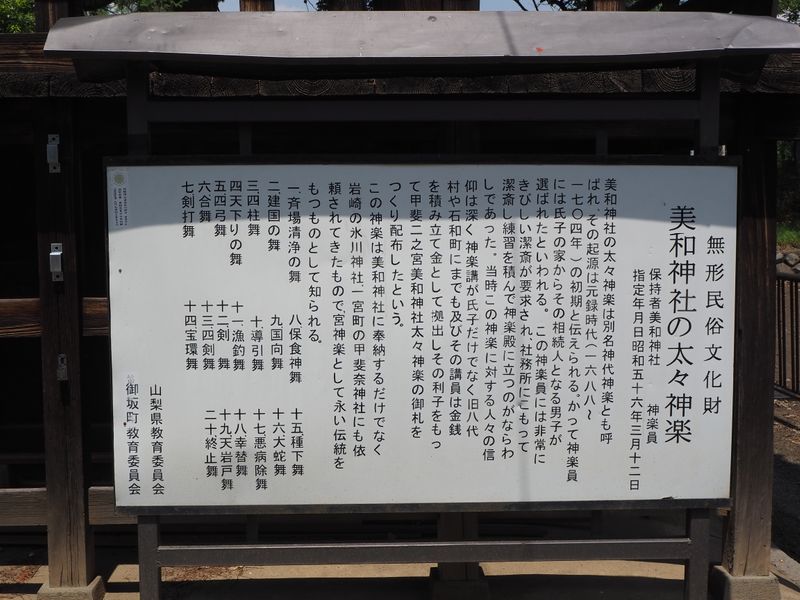 無形民俗文化財
美和神社の太々神楽
保持者美和神社 神楽員
指定年月日昭和五十六年三月十二日
美和神社の太々神楽は別名神代神楽とも呼
ばれ、その起源は元録時代(一六八八～
一七〇四年)の初期と伝えられる。かつて神楽員
には氏子の家からその相続人となる男子が
選ばれたといわれる。この神楽員には非常に
きびしい潔斎が要求され、社務所にこもって
潔斎し練習を積んで神楽殿に立つのがならわ
しであった。当時この神楽に対する人々の信
仰は深く神楽講が氏子だけでなく旧八代
村や石和町にまでも及びその講員は金銭
を積み立て金として拠出しその利子をもっ
て甲斐二之宮美和神社太々神楽の御札を
つくり配布したという。
この神楽は美和神社に奉納するだけでなく
岩崎の氷川神社一宮町の甲斐奈神社にも依
頼されてきたもので、宮神楽として永い伝統を
もつものとして知られる。
一、斉場清浄の舞 八保食神舞 十五種下舞
二、建国の舞 九国向舞 十六大蛇舞
三、四柱舞 十導引舞 十七悪病除舞
四天下りの舞 十一漁釣舞 十八幸替舞
五四弓舞 十二剣舞 十九天岩戸舞
六合舞 十三四剣舞 二十終止舞
七剣打舞 十四宝環舞
山梨県教育委員会
御坂町教育委員会